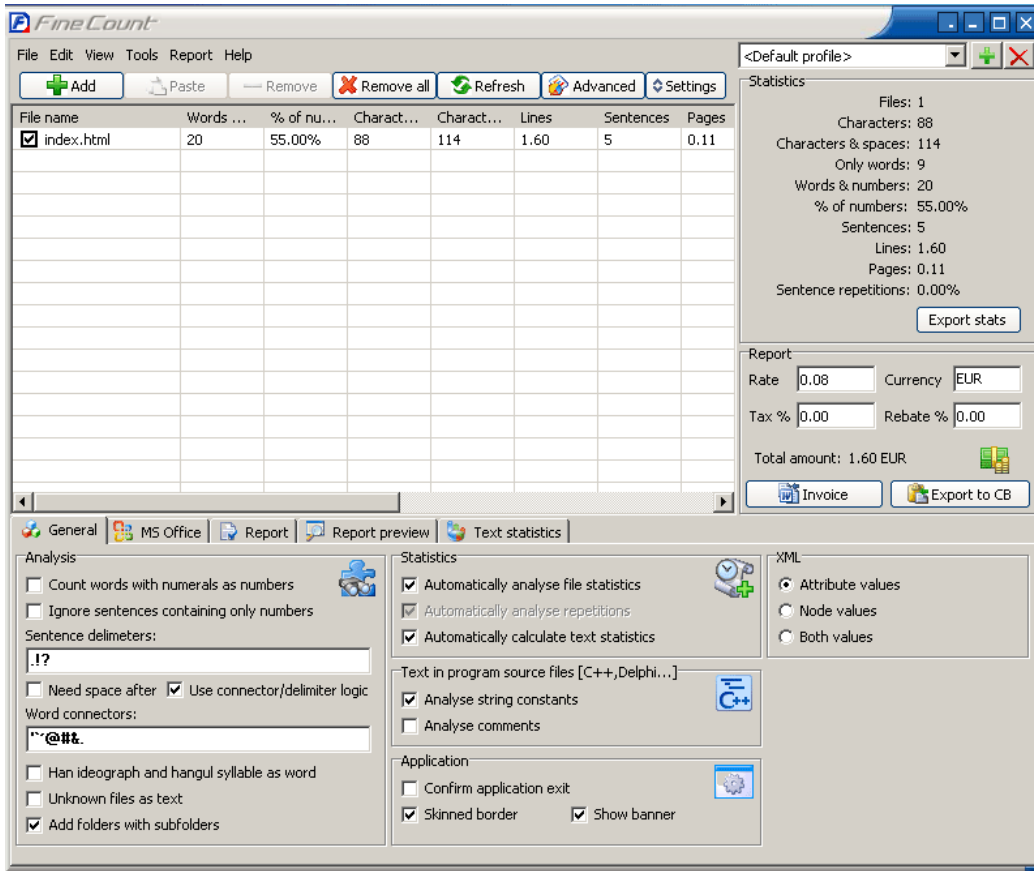 FineCount
File Edit View Tools Report Help
<Default profile>
Add Paste Remove Remove all Refresh Advanced Settings
File name Words ... % of nu... Charact... Charact... Lines Sentences Pages
index.html 20 55.00% 88 114 1.60 5 0.11
Statistics
Files: 1
Characters: 88
Characters & spaces: 114
Only words: 9
Words & numbers: 20
% of numbers: 55.00%
Sentences: 5
Lines: 1.60
Pages: 0.11
Sentence repetitions: 0.00%
Export stats
Report
Rate 0.08 Currency EUR
Tax % 0.00 Rebate % 0.00
Total amount: 1.60 EUR
Invoice Export to CB
General MS Office Report Report preview Text statistics
Analysis
Count words with numerals as numbers
Ignore sentences containing only numbers
Sentence delimeters:
.!?
Need space after Use connector/delimiter logic
Word connectors:
'"`´@#&.
Han ideograph and hangul syllable as word
Unknown files as text
Add folders with subfolders
Statistics
Automatically analyse file statistics
Automatically analyse repetitions
Automatically calculate text statistics
Text in program source files [C++,Delphi...]
Analyse string constants
C++
Analyse comments
Application
Confirm application exit
Skinned border Show banner
XML
Attribute values
Node values
Both values